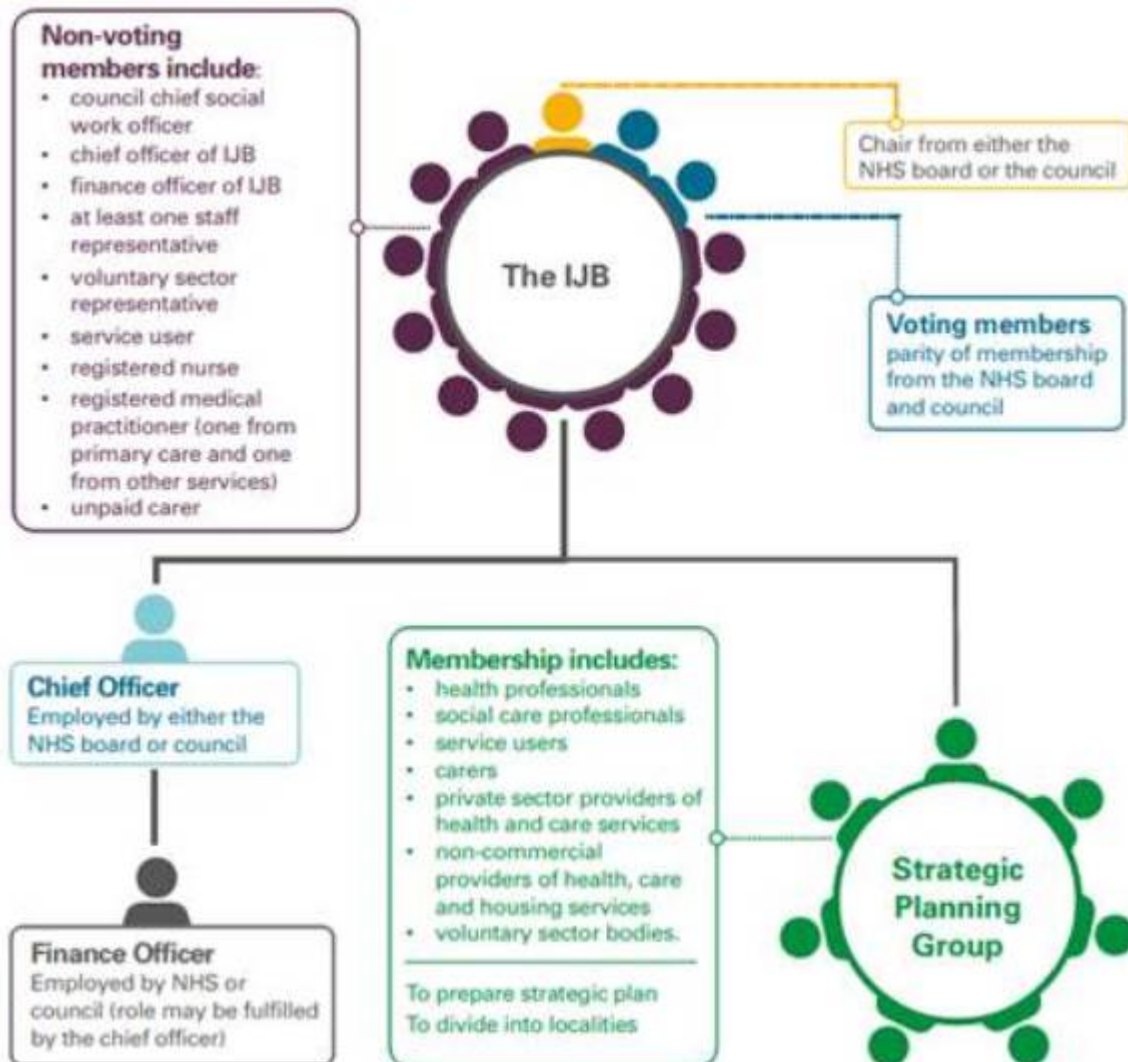 Non-voting
members include:
• council chief social
work officer
• chief officer of IJB
• finance officer of IJB
• at least one staff
representative
• voluntary sector
representative
• service user
• registered nurse
• registered medical
practitioner (one from
primary care and one
from other services)
• unpaid carer
The IJB
Chair from either the
NHS board or the council
Voting members
parity of membership
from the NHS board
and council
Chief Officer
Employed by either the
NHS board or council
Finance Officer
Employed by NHS or
council (role may be fulfilled
by the chief officer)
Membership includes:
• health professionals
• social care professionals
• service users
• carers
• private sector providers of
health and care services
• non-commercial
providers of health, care
and housing services
• voluntary sector bodies.
To prepare strategic plan
To divide into localities
Strategic
Planning
Group